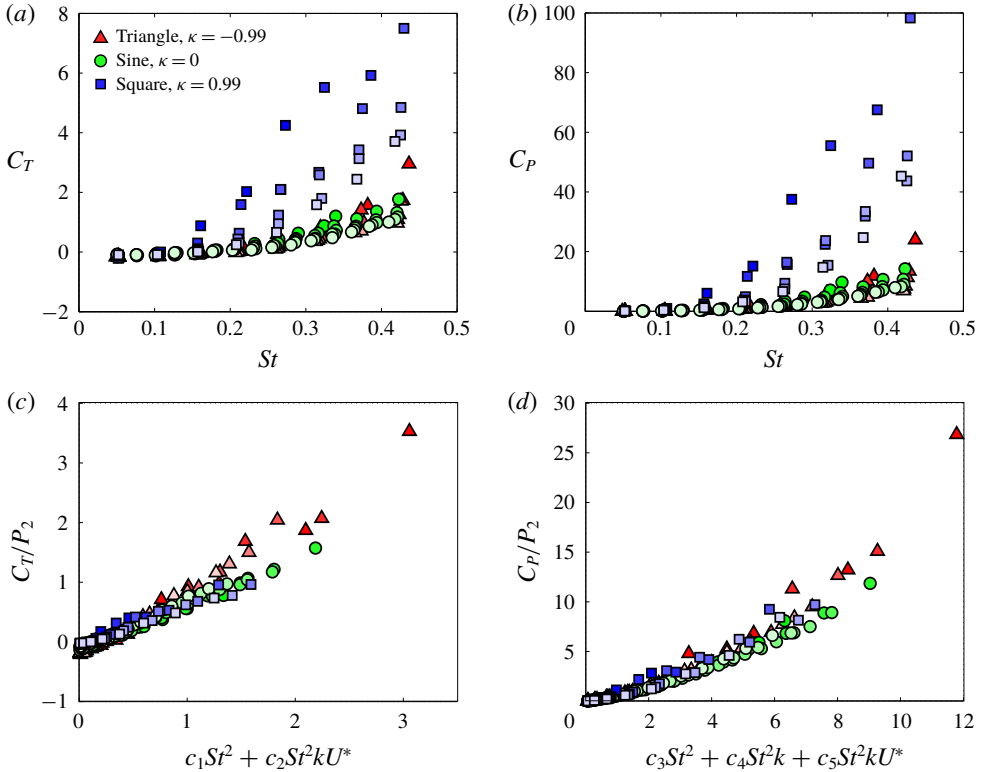 (a)
8
6
4
2
0
−2
C_T
Triangle, κ = −0.99
Sine, κ = 0
Square, κ = 0.99
0 0.1 0.2 0.3 0.4 0.5
St
(b)
100
80
60
40
20
0
C_P
0.1 0.2 0.3 0.4 0.5
St
(c)
4
3
2
1
0
−1
C_T/P_2
0 1 2 3
c_1St^2 + c_2St^2kU^*
(d)
30
25
20
15
10
5
0
C_P/P_2
2 4 6 8 10 12
c_3St^2 + c_4St^2k + c_5St^2kU^*